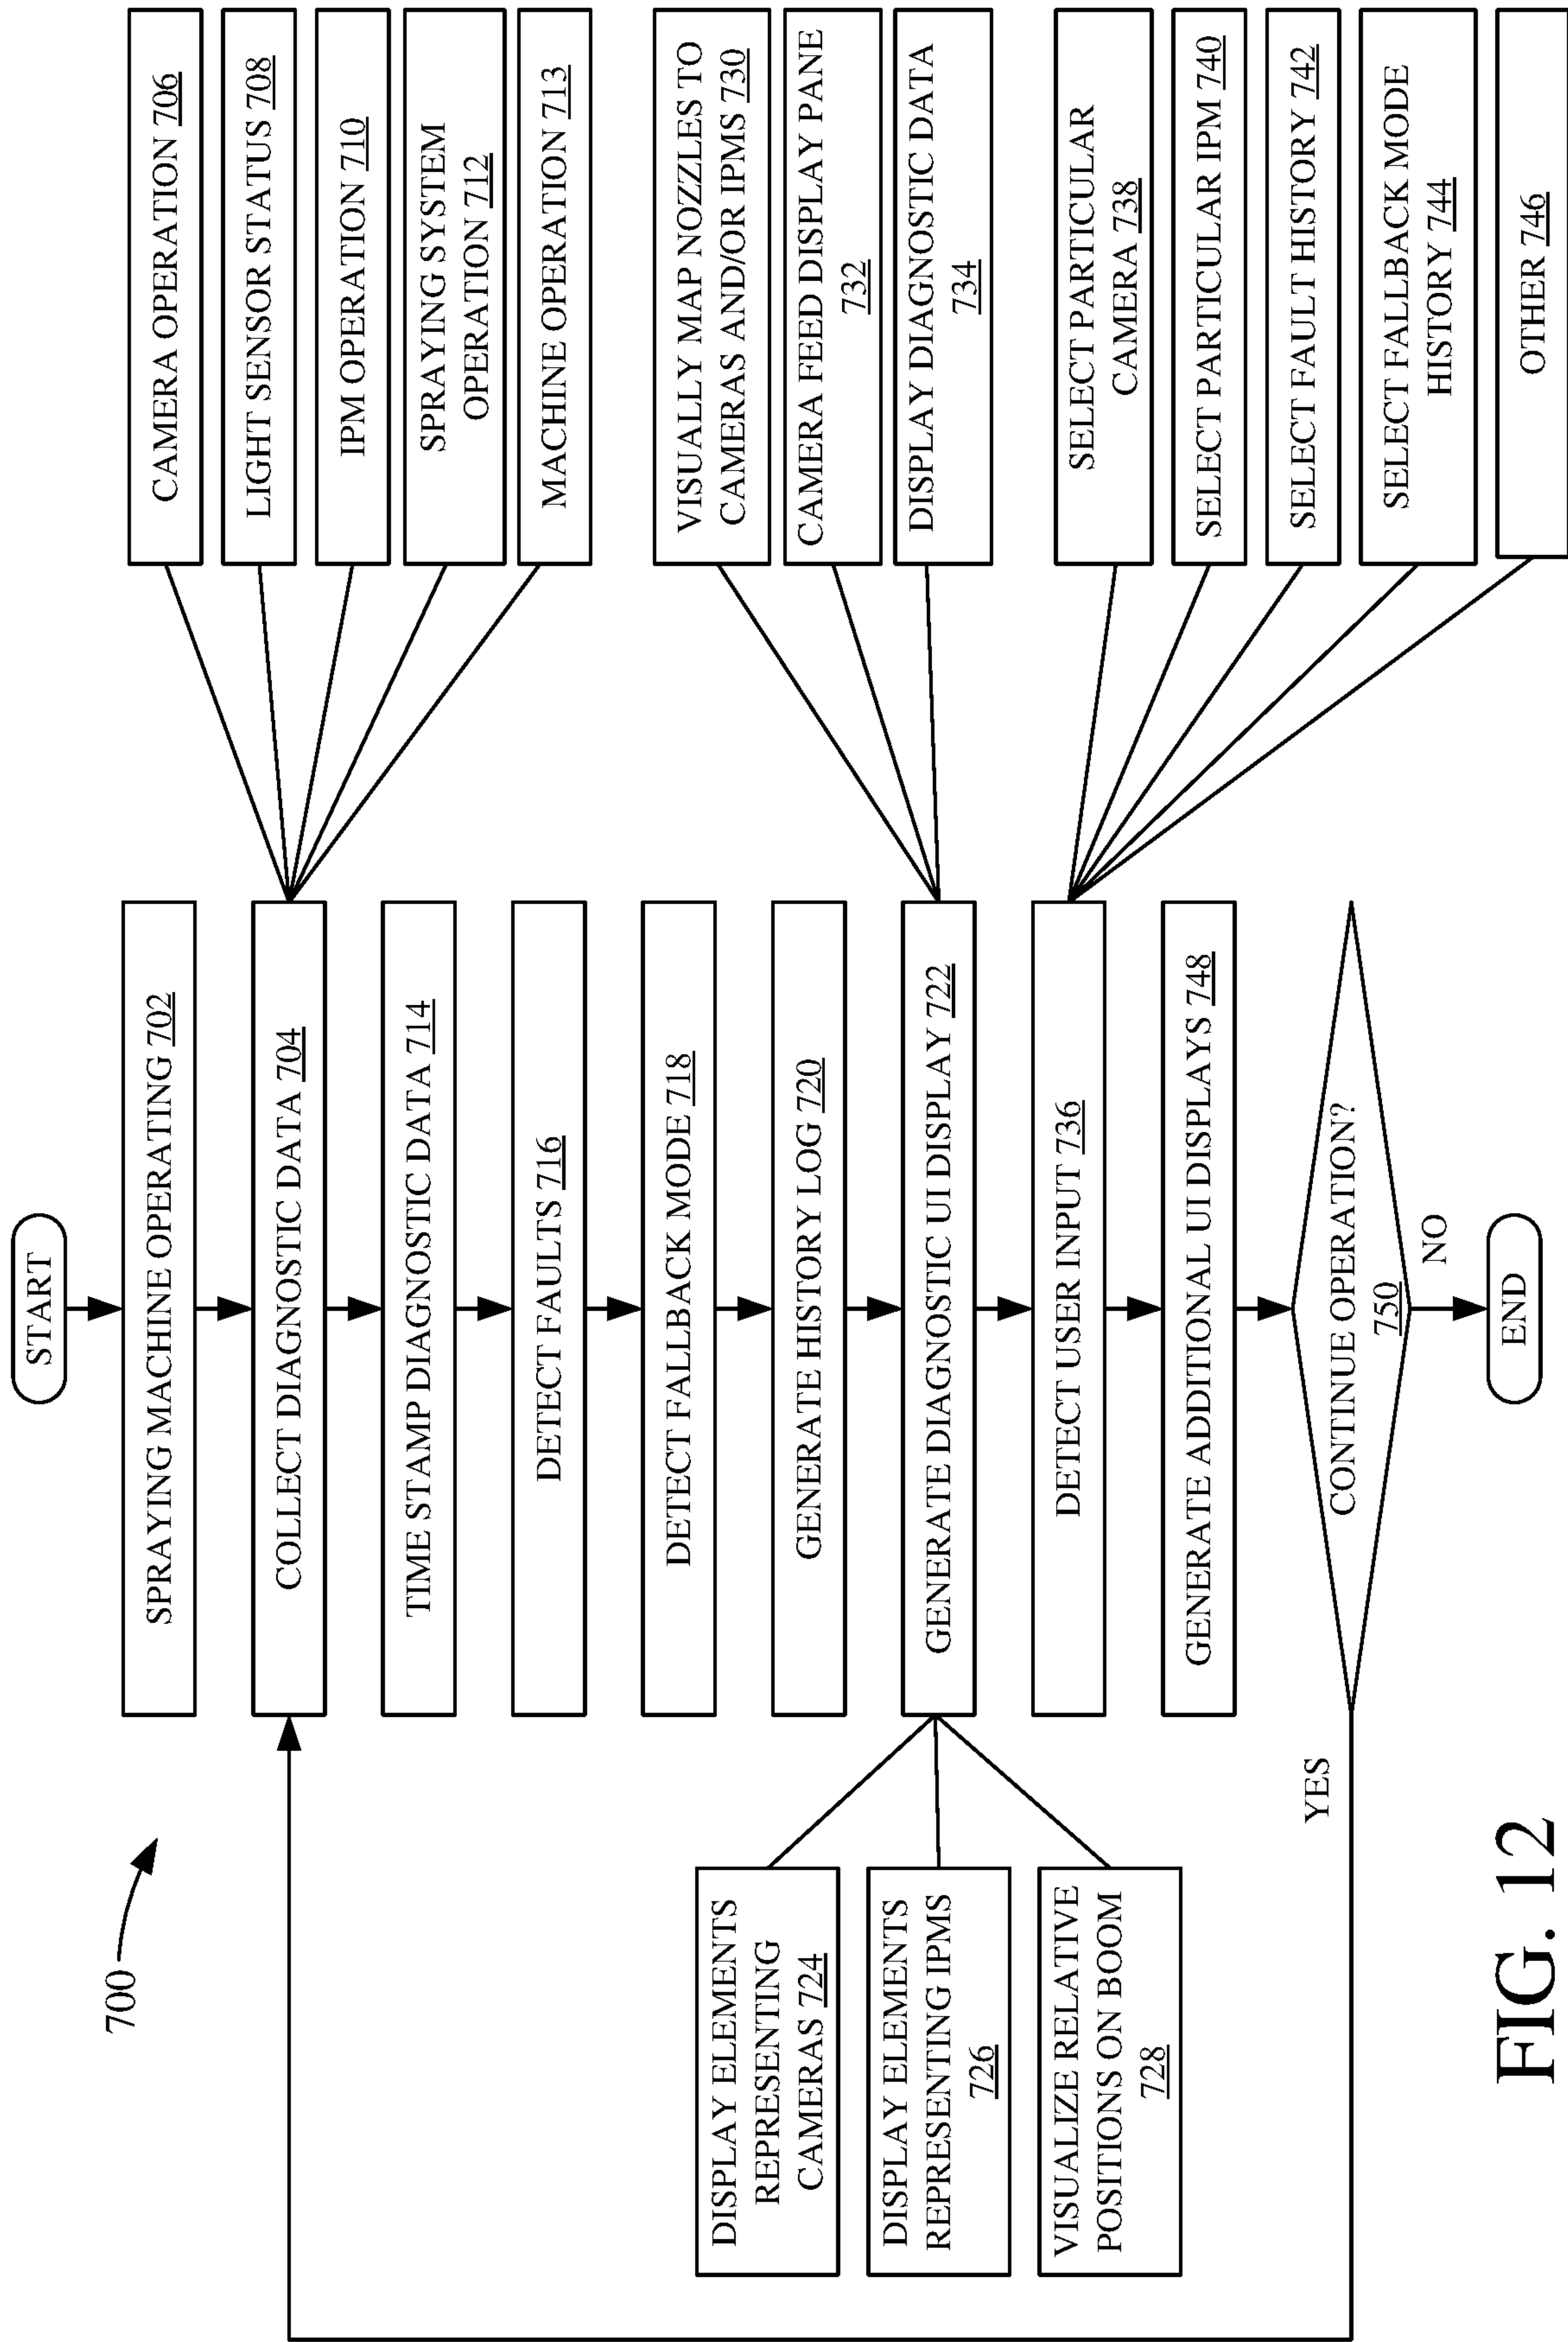 700
START
SPRAYING MACHINE OPERATING 702
COLLECT DIAGNOSTIC DATA 704
CAMERA OPERATION 706
LIGHT SENSOR STATUS 708
IPM OPERATION 710
SPRAYING SYSTEM
OPERATION 712
MACHINE OPERATION 713
TIME STAMP DIAGNOSTIC DATA 714
DETECT FAULTS 716
DETECT FALLBACK MODE 718
GENERATE HISTORY LOG 720
GENERATE DIAGNOSTIC UI DISPLAY 722
DISPLAY ELEMENTS
REPRESENTING
CAMERAS 724
DISPLAY ELEMENTS
REPRESENTING IPMS
726
VISUALIZE RELATIVE
POSITIONS ON BOOM
728
VISUALLY MAP NOZZLES TO
CAMERAS AND/OR IPMS 730
CAMERA FEED DISPLAY PANE
732
DISPLAY DIAGNOSTIC DATA
734
DETECT USER INPUT 736
SELECT PARTICULAR
CAMERA 738
SELECT PARTICULAR IPM 740
SELECT FAULT HISTORY 742
SELECT FALLBACK MODE
HISTORY 744
OTHER 746
GENERATE ADDITIONAL UI DISPLAYS 748
CONTINUE OPERATION?
750
YES
NO
END
FIG. 12